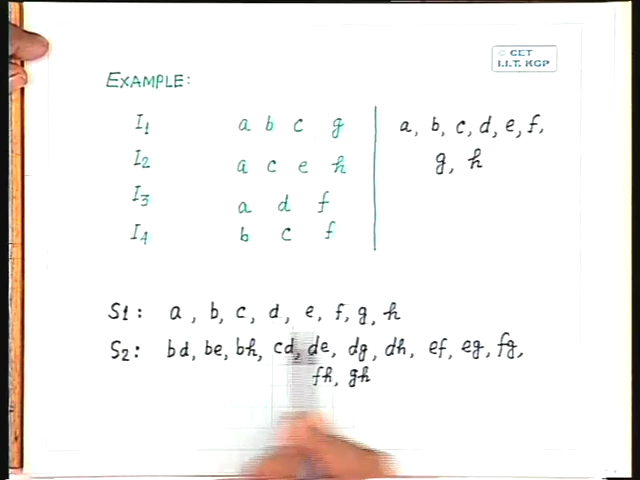 © CET
I.I.T. KGP
EXAMPLE:
I1 a b c g
I2 a c e h
I3 a d f
I4 b c f
a, b, c, d, e, f,
g, h
S1: a, b, c, d, e, f, g, h
S2: bd, be, bh, cd, de, dg, dh, ef, eg, fg,
fh, gh